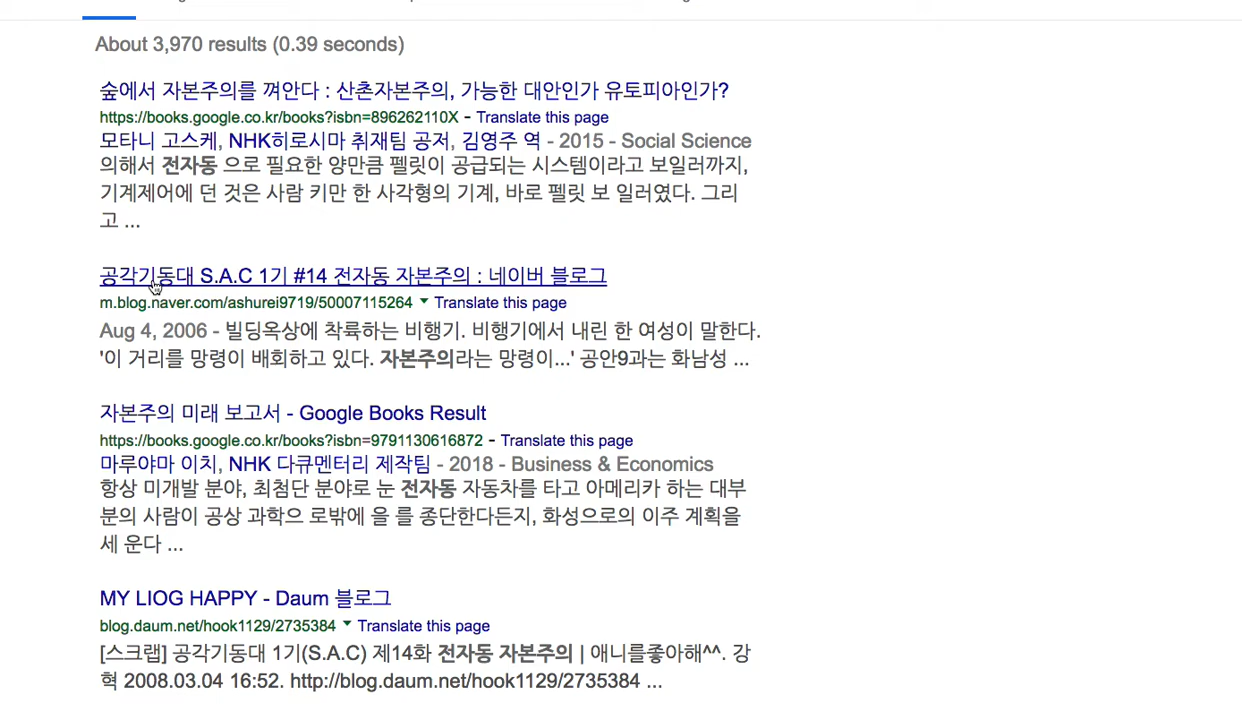 About 3,970 results (0.39 seconds)
숲에서 자본주의를 껴안다 : 산촌자본주의, 가능한 대안인가 유토피아인가?
https://books.google.co.kr/books?isbn=896262110X - Translate this page
모타니 고스케, NHK히로시마 취재팀 공저, 김영주 역 - 2015 - Social Science
의해서 전자동 으로 필요한 양만큼 펠릿이 공급되는 시스템이라고 보일러까지,
기계제어에 던 것은 사람 키만 한 사각형의 기계, 바로 펠릿 보 일러였다. 그리
고 ...
공각기동대 S.A.C 1기 #14 전자동 자본주의 : 네이버 블로그
m.blog.naver.com/ashurei9719/50007115264 Translate this page
Aug 4, 2006 - 빌딩옥상에 착륙하는 비행기. 비행기에서 내린 한 여성이 말한다.
'이 거리를 망령이 배회하고 있다. 자본주의라는 망령이...' 공안9과는 화남성 ...
자본주의 미래 보고서 - Google Books Result
https://books.google.co.kr/books?isbn=9791130616872 - Translate this page
마루야마 이치, NHK 다큐멘터리 제작팀 - 2018 - Business & Economics
항상 미개발 분야, 최첨단 분야로 눈 전자동 자동차를 타고 아메리카 하는 대부
분의 사람이 공상 과학으 로밖에 을 를 종단한다든지, 화성으로의 이주 계획을
세 운다 ...
MY LIOG HAPPY - Daum 블로그
blog.daum.net/hook1129/2735384 Translate this page
[스크랩] 공각기동대 1기(S.A.C) 제14화 전자동 자본주의 | 애니를좋아해^^. 강
혁 2008.03.04 16:52. http://blog.daum.net/hook1129/2735384 ...